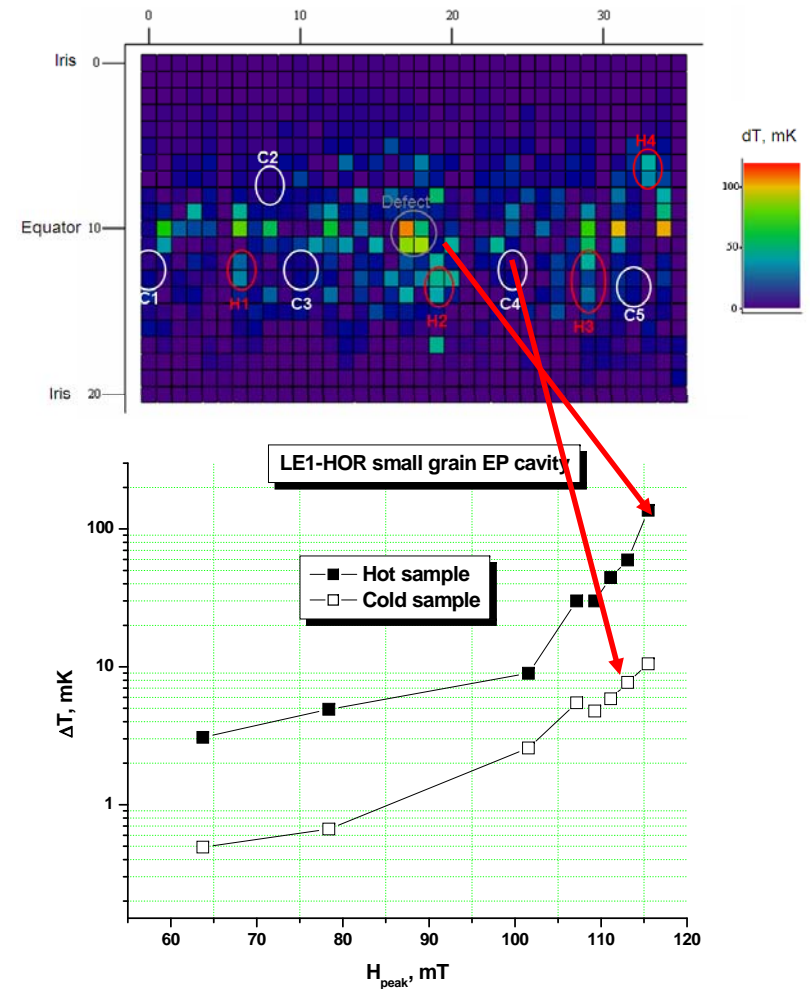 0 10 20 30
Iris 0
dT, mK
C2
H4
100
Defect
Equator 10
50
C1 H1 C3 H2 C4 H3 C5
0
Iris 20
LE1-HOR small grain EP cavity
100
Hot sample
Cold sample
10
ΔT, mK
1
60 70 80 90 100 110 120
Hpeak, mT